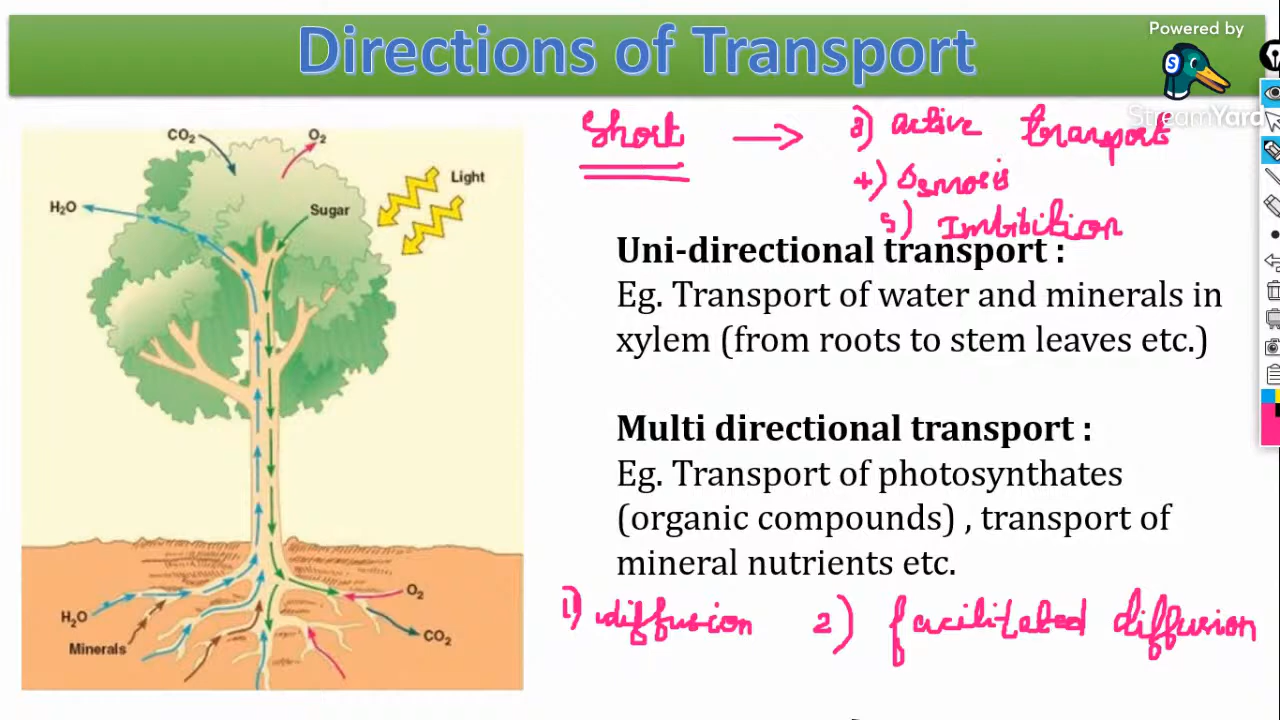 Directions of Transport
Powered by
StreamYard
Short → 3) active transport
4) Osmosis
5) Imbibition
CO2
O2
Light
H2O
Sugar
Uni-directional transport :
Eg. Transport of water and minerals in
xylem (from roots to stem leaves etc.)
Multi directional transport :
Eg. Transport of photosynthates
(organic compounds) , transport of
mineral nutrients etc.
1) diffusion 2) facilitated diffusion
O2
H2O
CO2
Minerals